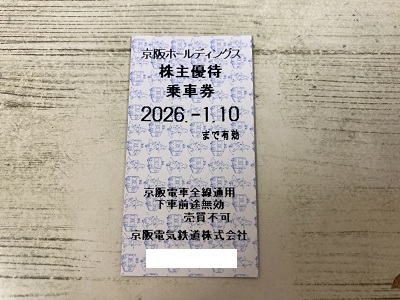 京阪ホールディングス
株主優待
乗車券
2026.-1.10
まで有効
京阪電車全線通用
下車前途無効
売買不可
京阪電気鉄道株式会社